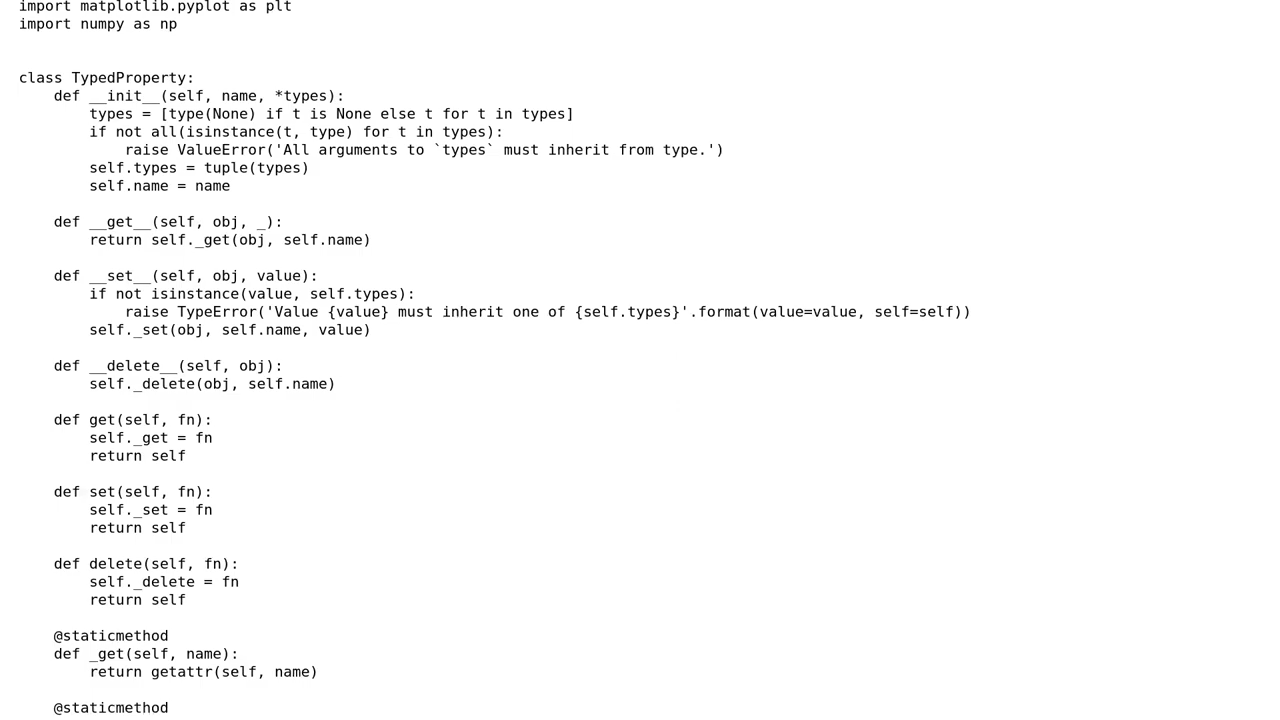 import matplotlib.pyplot as plt
import numpy as np


class TypedProperty:
    def __init__(self, name, *types):
        types = [type(None) if t is None else t for t in types]
        if not all(isinstance(t, type) for t in types):
            raise ValueError('All arguments to `types` must inherit from type.')
        self.types = tuple(types)
        self.name = name

    def __get__(self, obj, _):
        return self._get(obj, self.name)

    def __set__(self, obj, value):
        if not isinstance(value, self.types):
            raise TypeError('Value {value} must inherit one of {self.types}'.format(value=value, self=self))
        self._set(obj, self.name, value)

    def __delete__(self, obj):
        self._delete(obj, self.name)

    def get(self, fn):
        self._get = fn
        return self

    def set(self, fn):
        self._set = fn
        return self

    def delete(self, fn):
        self._delete = fn
        return self

    @staticmethod
    def _get(self, name):
        return getattr(self, name)

    @staticmethod